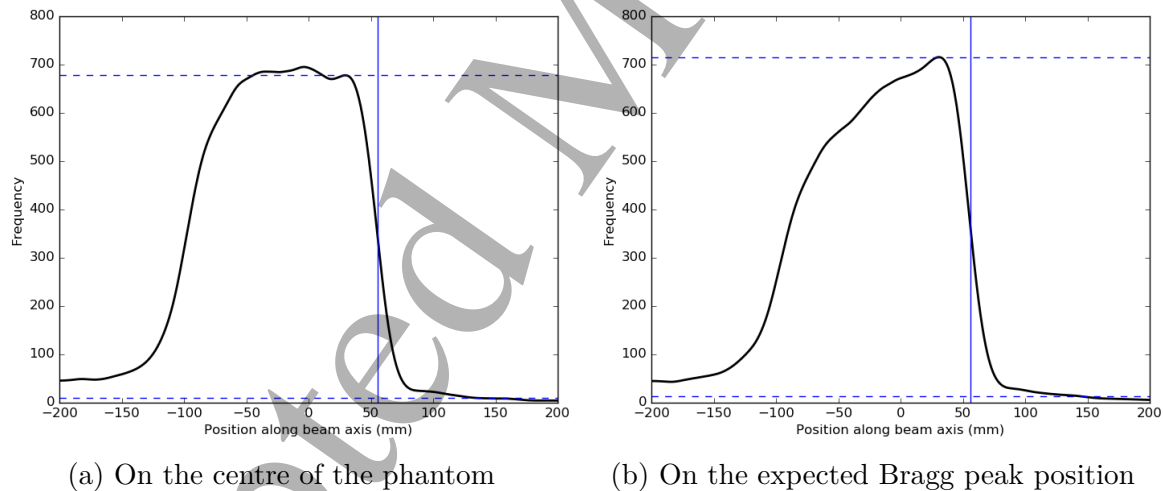 800
700
600
500
400
300
200
100
0
Frequency
−200 −150 −100 −50 0 50 100 150 200
Position along beam axis (mm)
(a) On the centre of the phantom
800
700
600
500
400
300
200
100
0
Frequency
−200 −150 −100 −50 0 50 100 150 200
Position along beam axis (mm)
(b) On the expected Bragg peak position